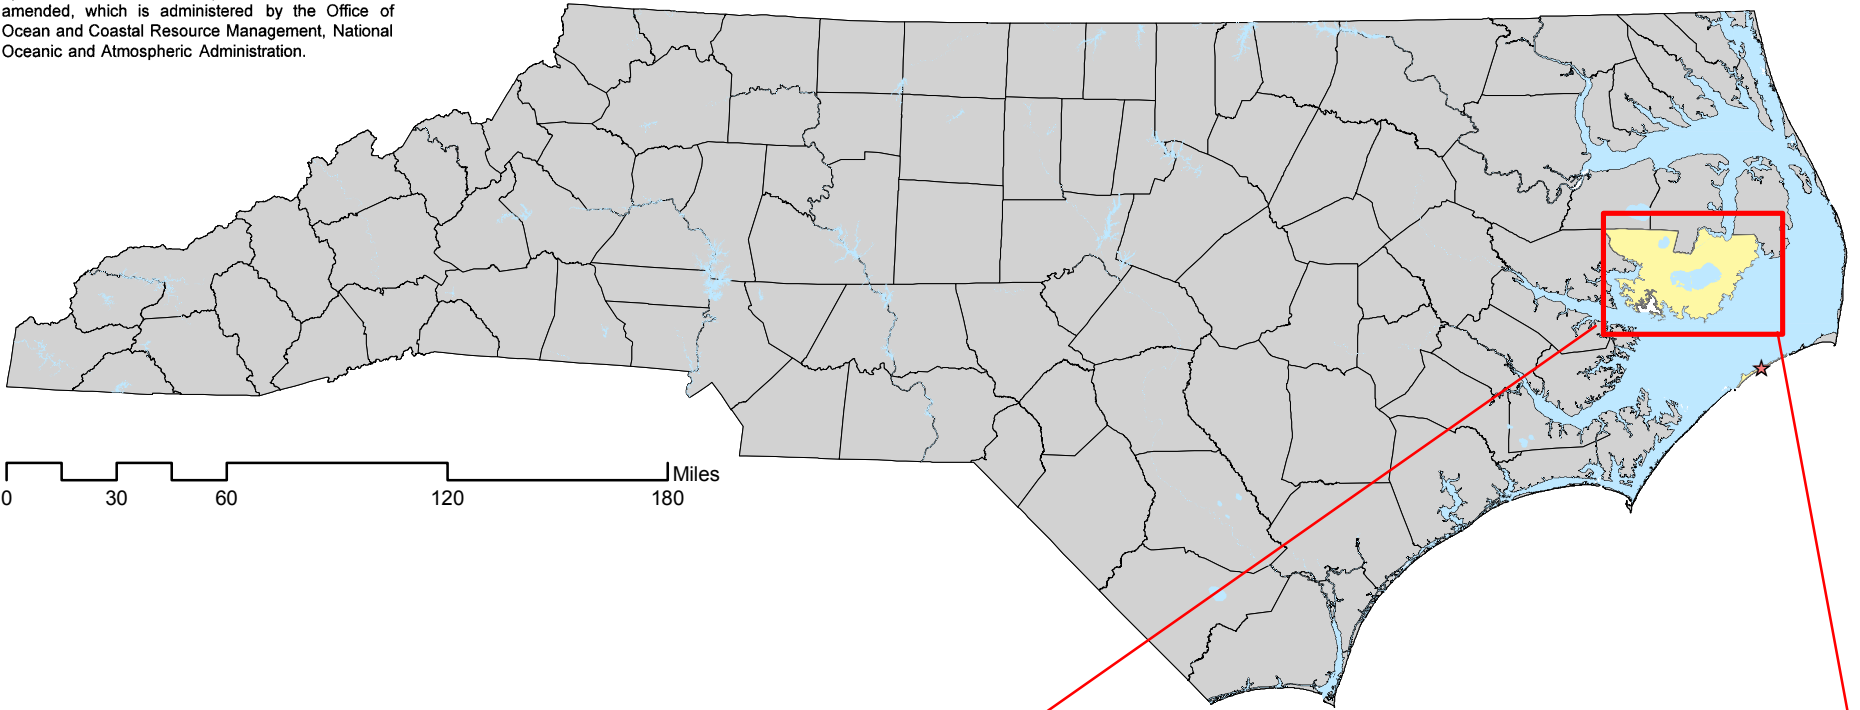 amended, which is administered by the Office of
Ocean and Coastal Resource Management, National
Oceanic and Atmospheric Administration.
Miles
0 30 60 120 180